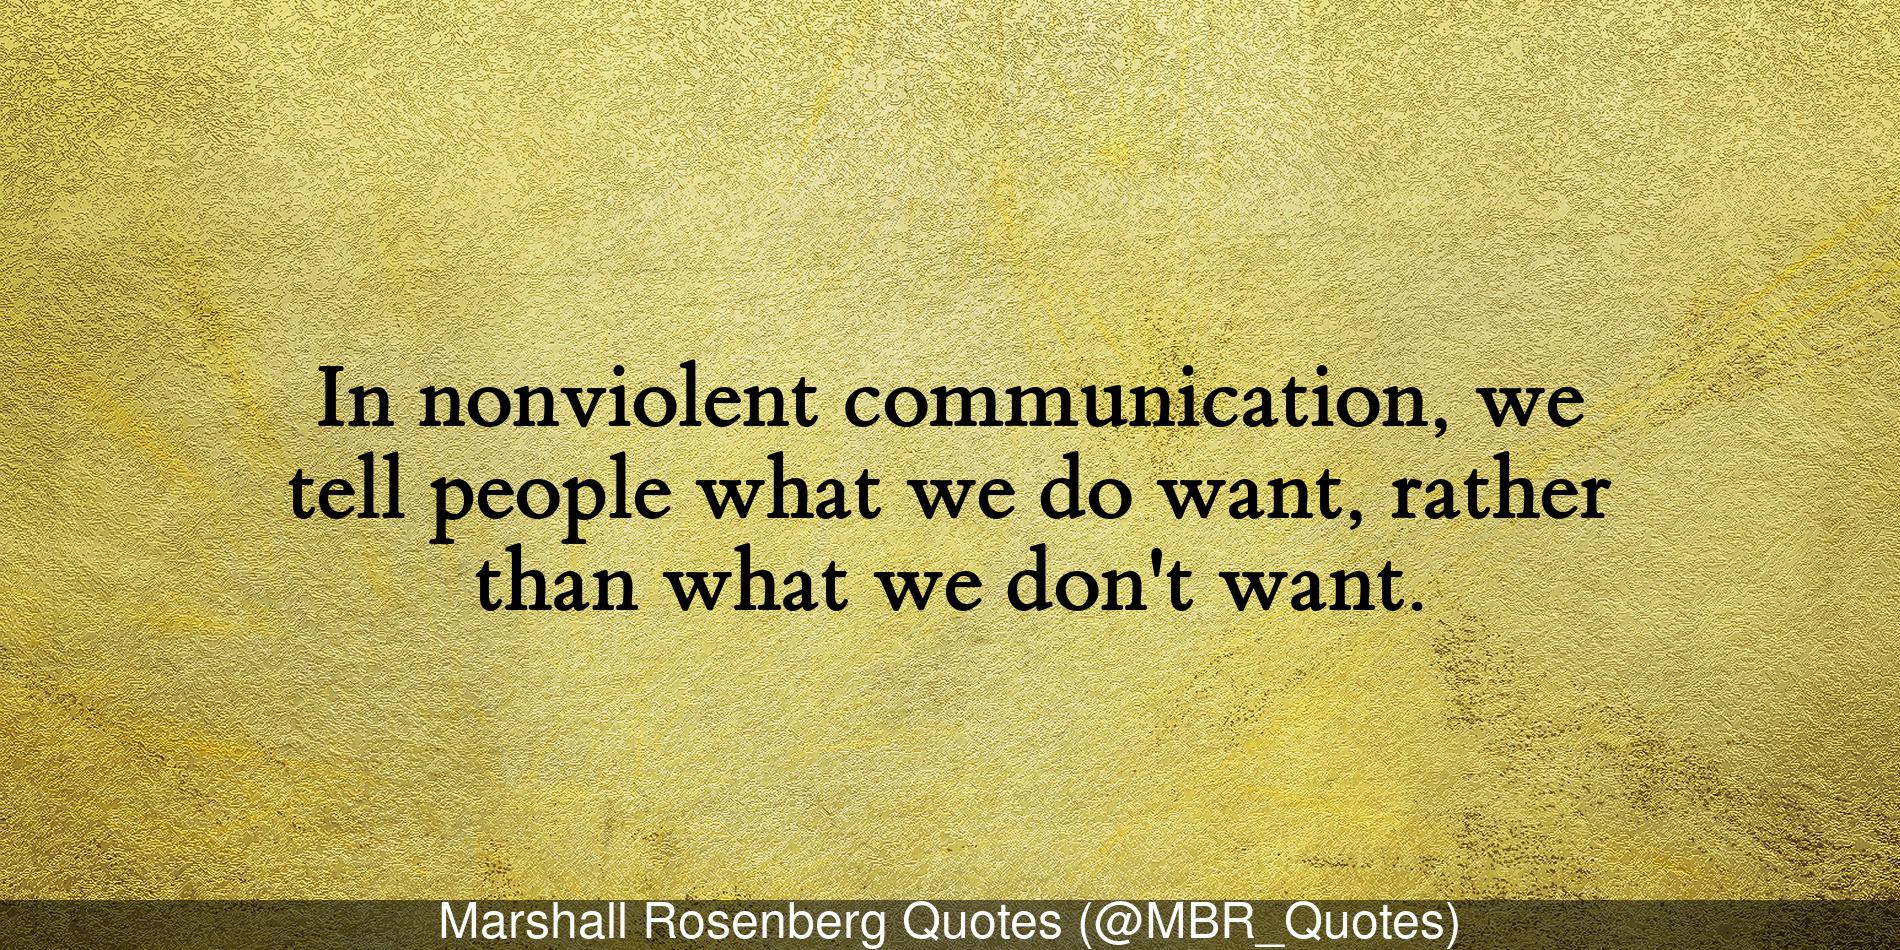 In nonviolent communication, we
tell people what we do want, rather
than what we don't want.
Marshall Rosenberg Quotes (@MBR_Quotes)